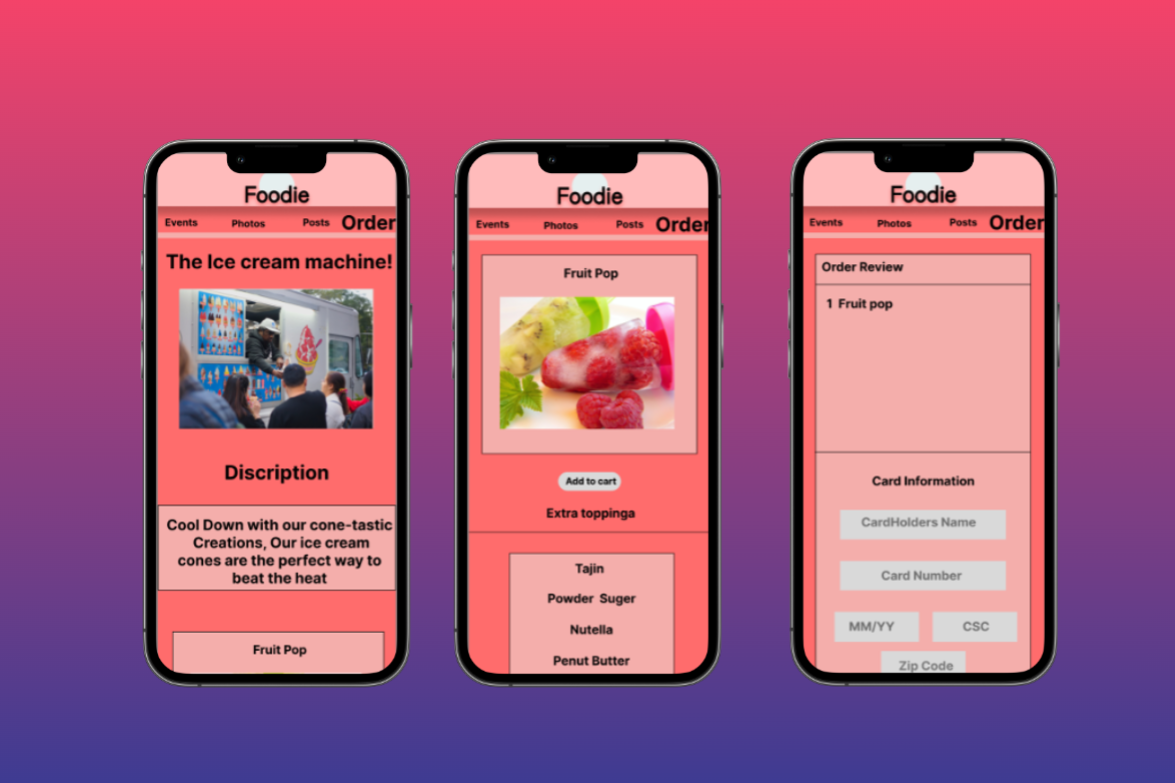 Foodie
Events Photos Posts Order
The Ice cream machine!
Discription
Cool Down with our cone-tastic
Creations, Our ice cream
cones are the perfect way to
beat the heat
Fruit Pop
Foodie
Events Photos Posts Order
Fruit Pop
Add to cart
Extra toppinga
Tajin
Powder Suger
Nutella
Penut Butter
Foodie
Events Photos Posts Order
Order Review
1 Fruit pop
Card Information
CardHolders Name
Card Number
MM/YY CSC
Zip Code